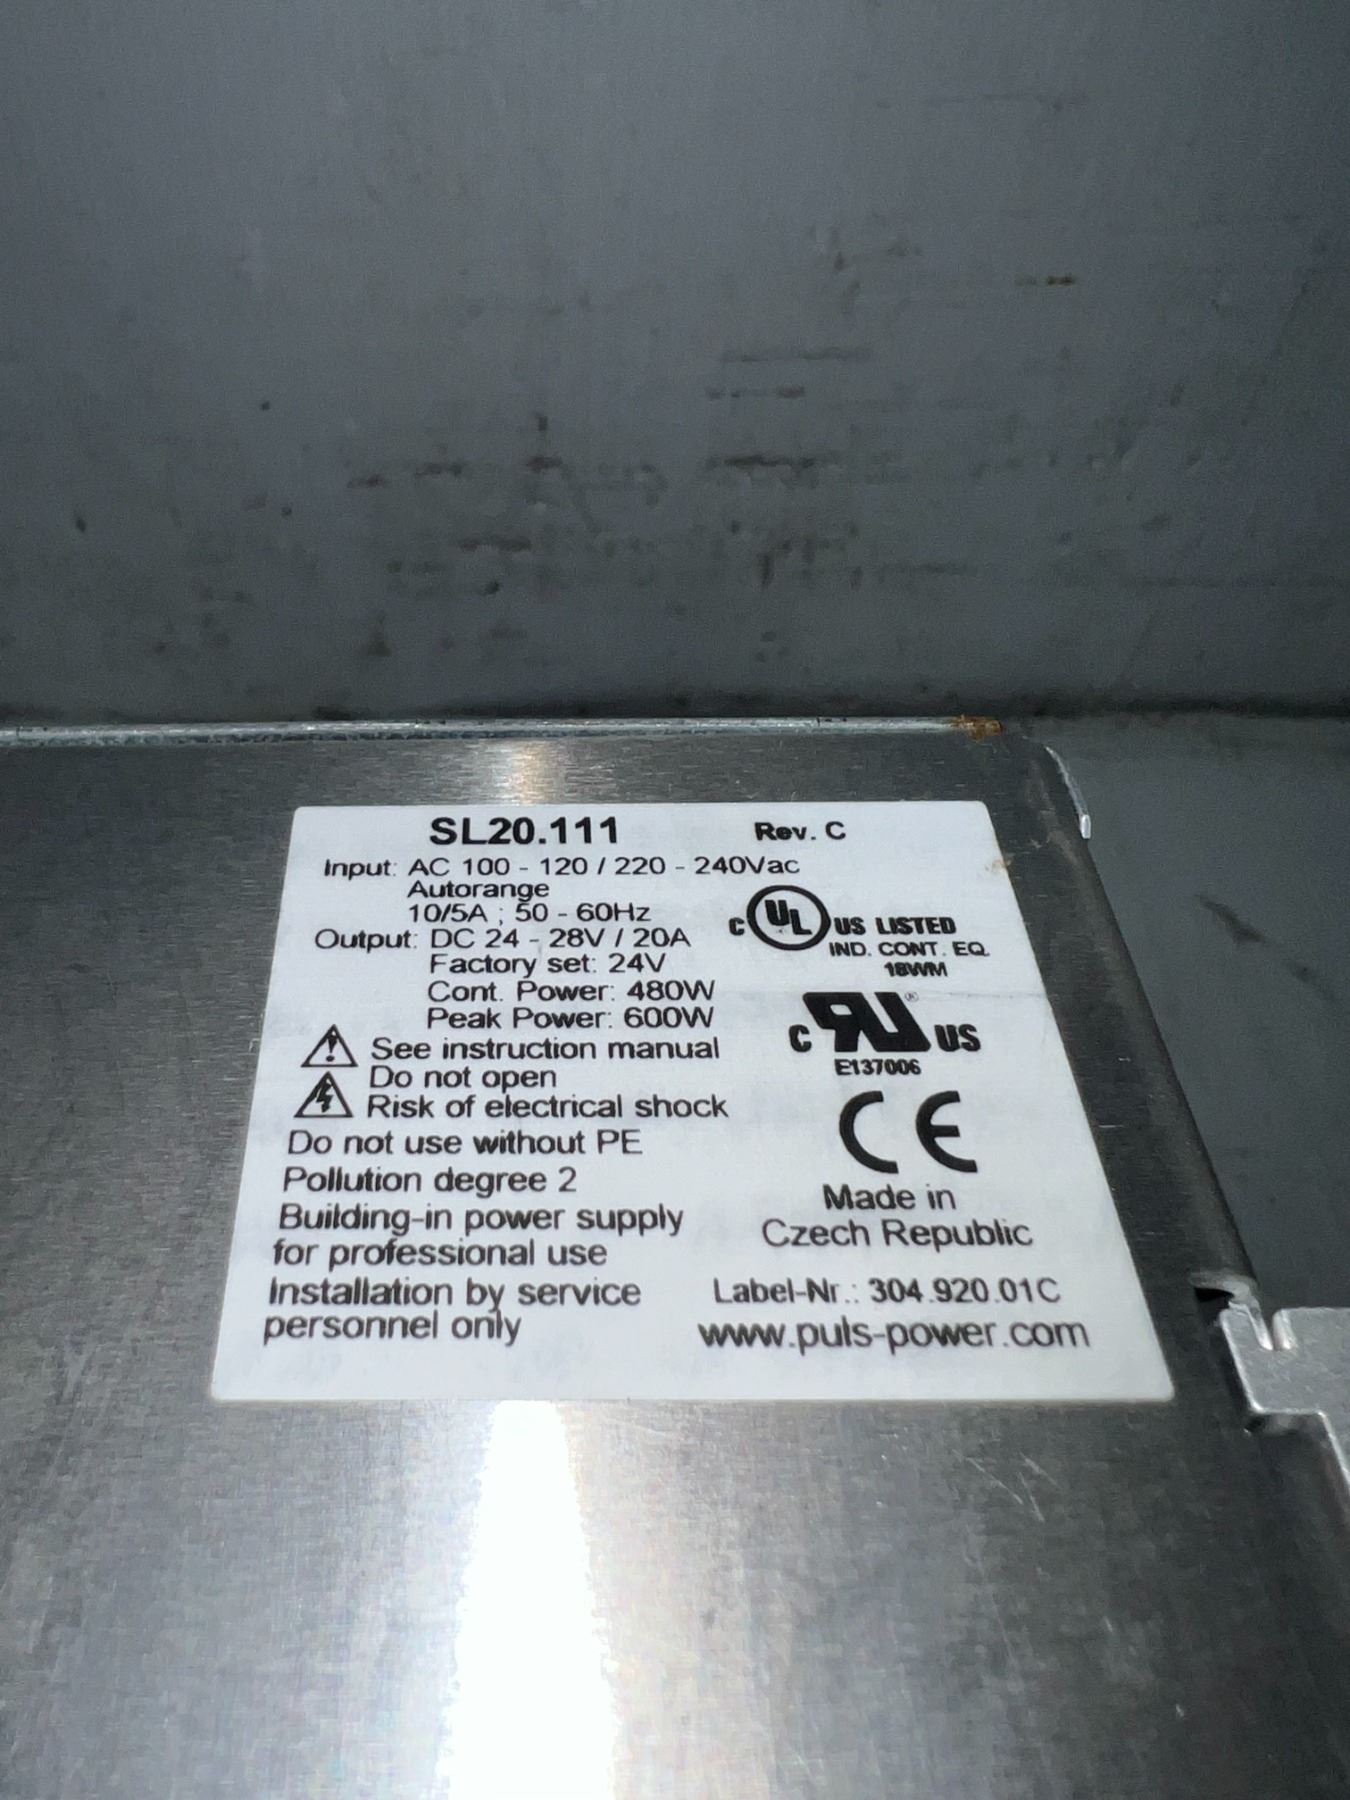 SL20.111 Rev. C
Input: AC 100 - 120 / 220 - 240Vac
Autorange
10/5A ; 50 - 60Hz
Output: DC 24 - 28V / 20A
Factory set: 24V
Cont. Power: 480W
Peak Power: 600W
See instruction manual
Do not open
Risk of electrical shock
Do not use without PE
Pollution degree 2
Building-in power supply
for professional use
Installation by service
personnel only
C UL US LISTED
IND. CONT. EQ.
18WM
C RU ® US
E137006
CE
Made in
Czech Republic
Label-Nr.: 304.920.01C
www.puls-power.com